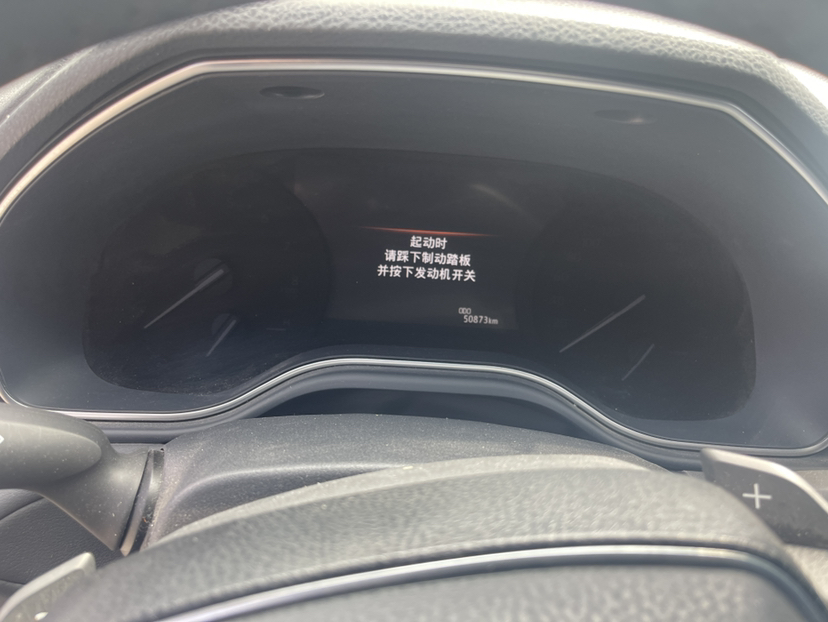 起动时
请踩下制动踏板
并按下发动机开关
ODO
50873km
+